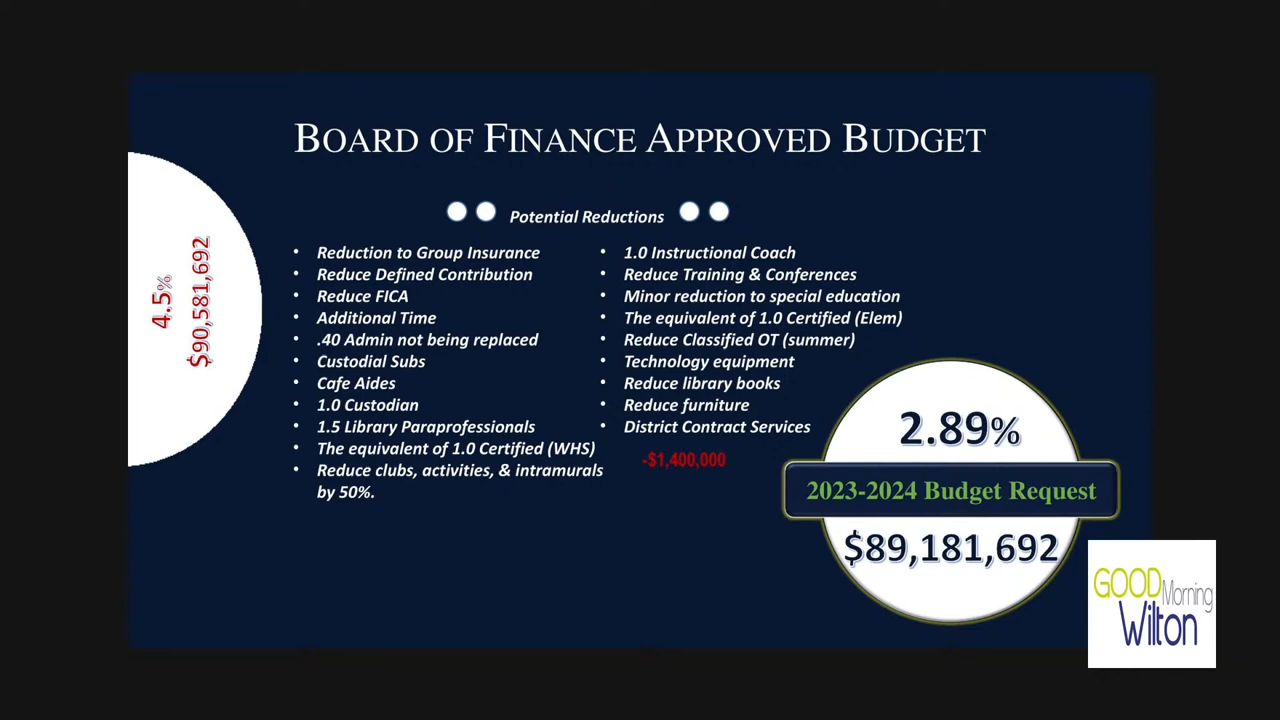 BOARD OF FINANCE APPROVED BUDGET
4.5%
$90,581,692
Potential Reductions
• Reduction to Group Insurance
• Reduce Defined Contribution
• Reduce FICA
• Additional Time
• .40 Admin not being replaced
• Custodial Subs
• Cafe Aides
• 1.0 Custodian
• 1.5 Library Paraprofessionals
• The equivalent of 1.0 Certified (WHS)
• Reduce clubs, activities, & intramurals
by 50%.
• 1.0 Instructional Coach
• Reduce Training & Conferences
• Minor reduction to special education
• The equivalent of 1.0 Certified (Elem)
• Reduce Classified OT (summer)
• Technology equipment
• Reduce library books
• Reduce furniture
• District Contract Services
-$1,400,000
2.89%
2023-2024 Budget Request
$89,181,692
GOOD Morning
Wilton